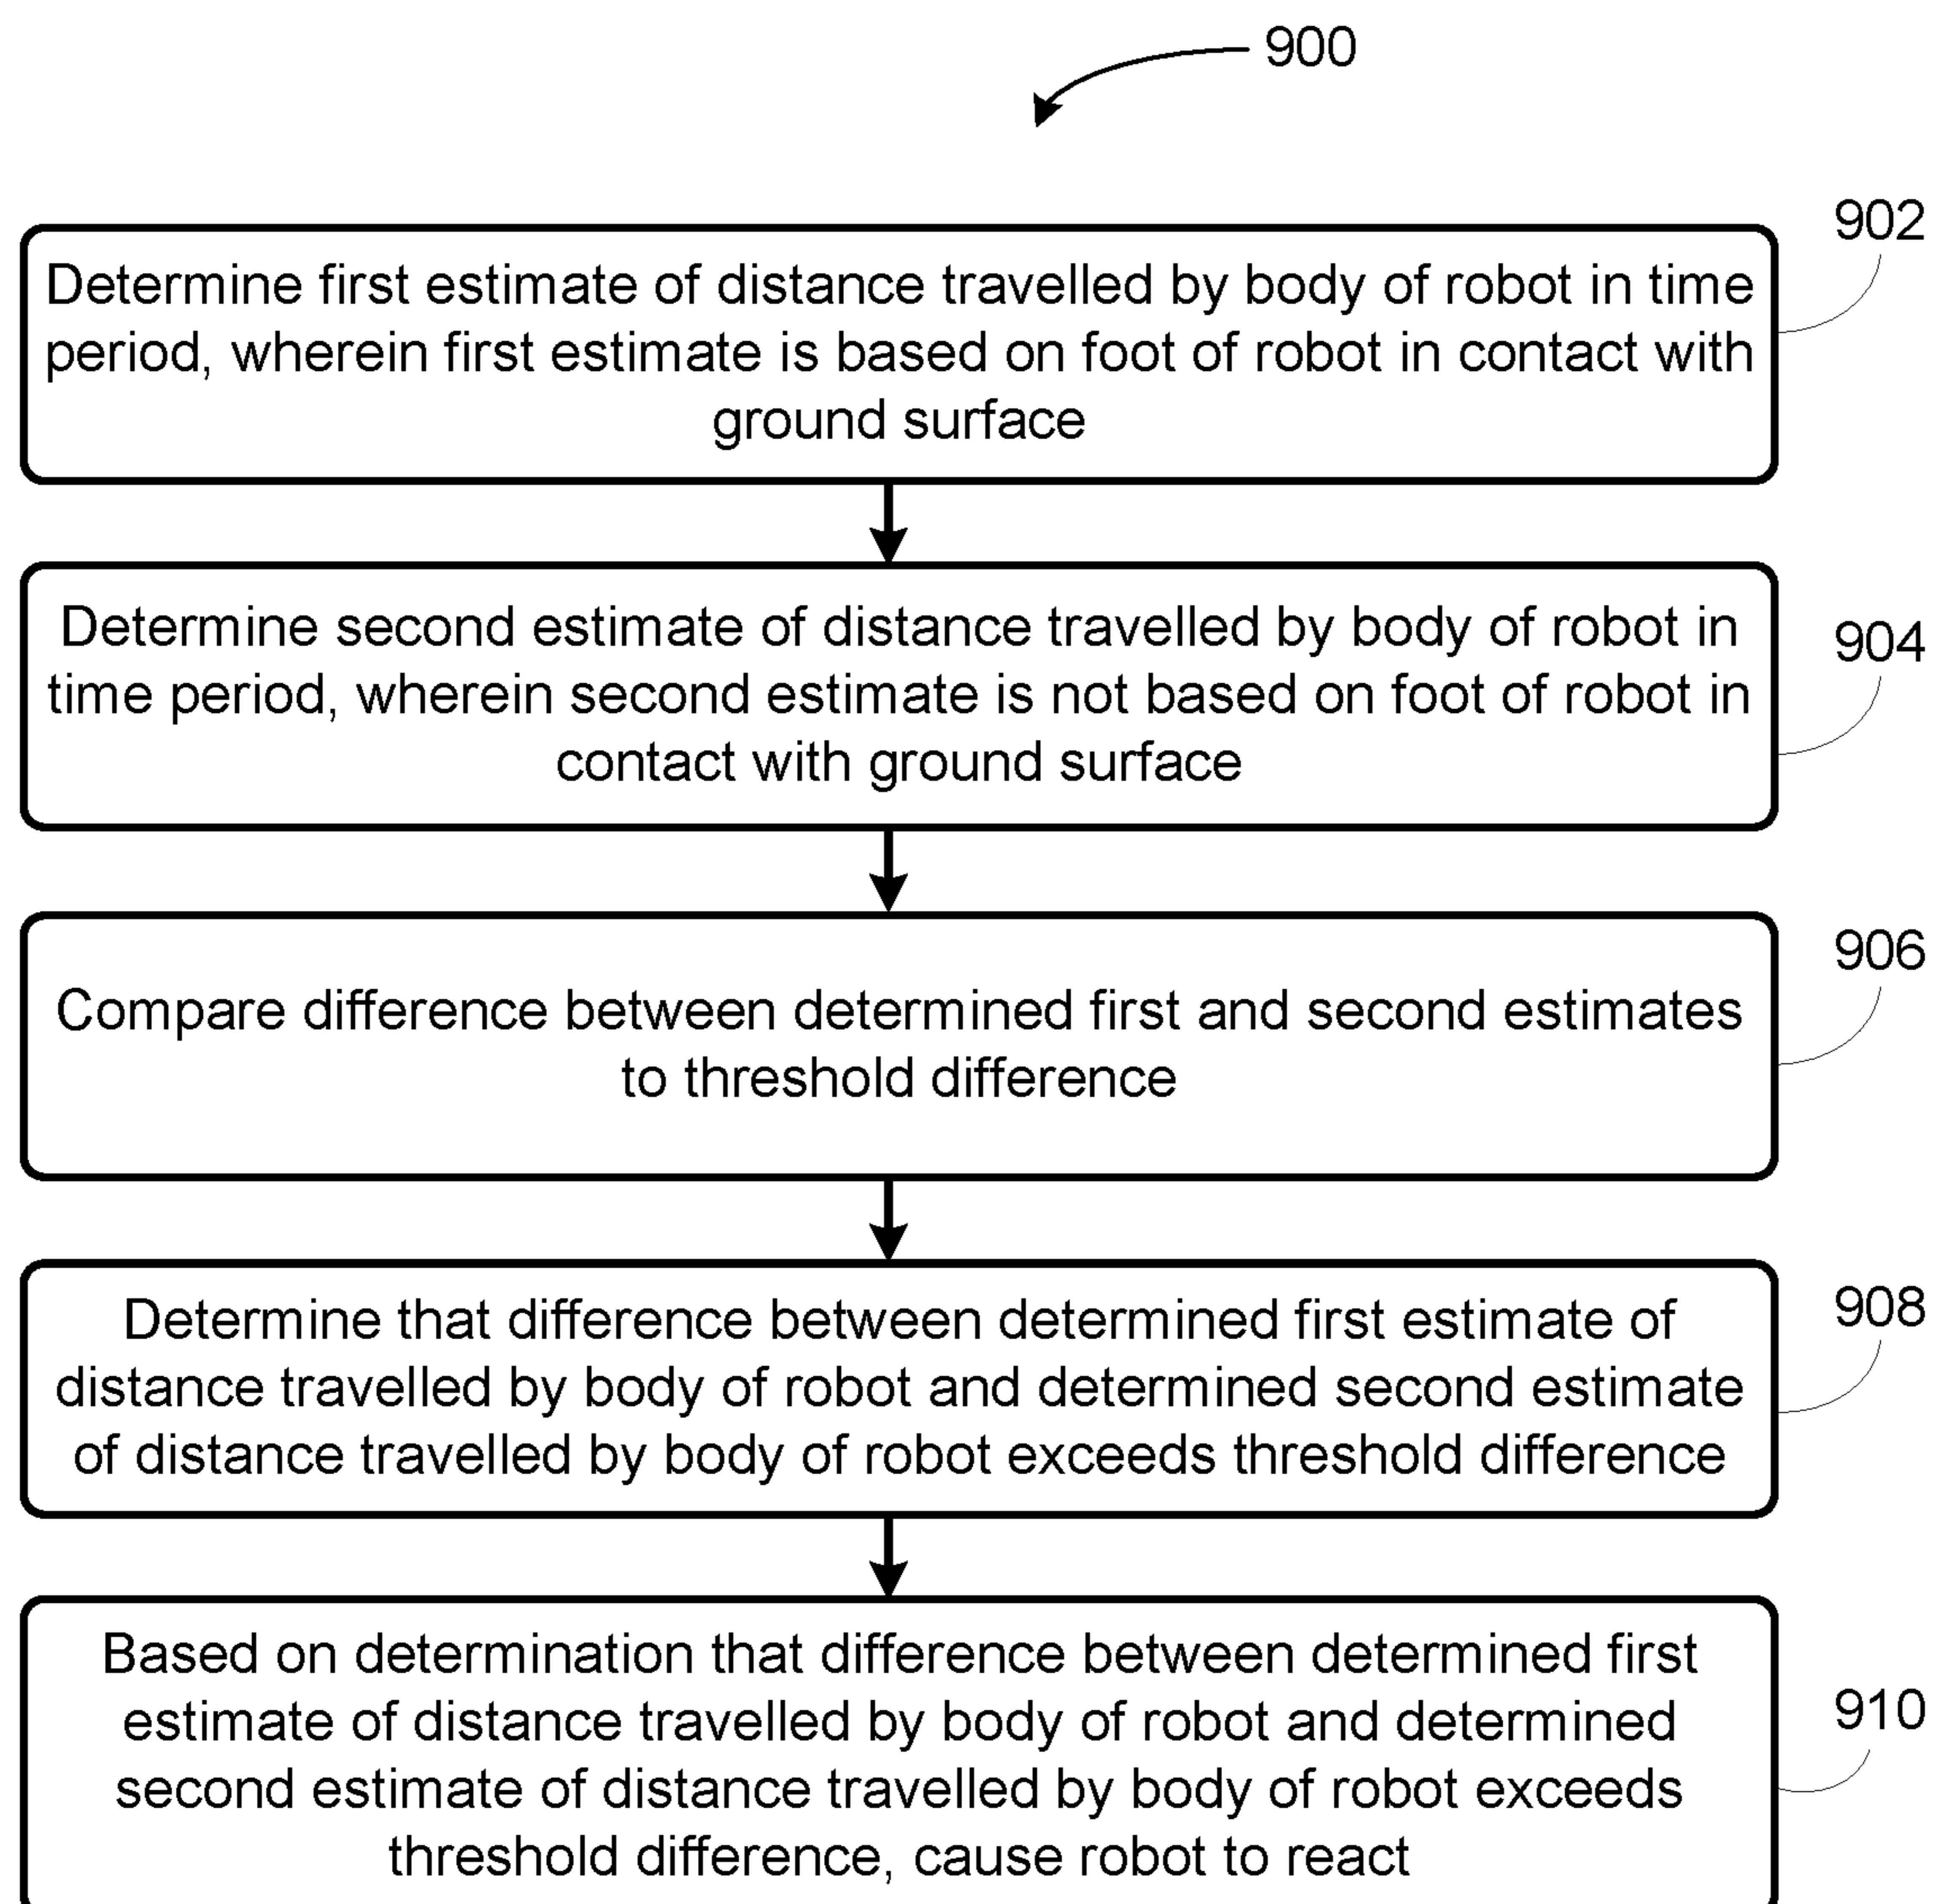 900
902
Determine first estimate of distance travelled by body of robot in time
period, wherein first estimate is based on foot of robot in contact with
ground surface
904
Determine second estimate of distance travelled by body of robot in
time period, wherein second estimate is not based on foot of robot in
contact with ground surface
906
Compare difference between determined first and second estimates
to threshold difference
908
Determine that difference between determined first estimate of
distance travelled by body of robot and determined second estimate
of distance travelled by body of robot exceeds threshold difference
910
Based on determination that difference between determined first
estimate of distance travelled by body of robot and determined
second estimate of distance travelled by body of robot exceeds
threshold difference, cause robot to react